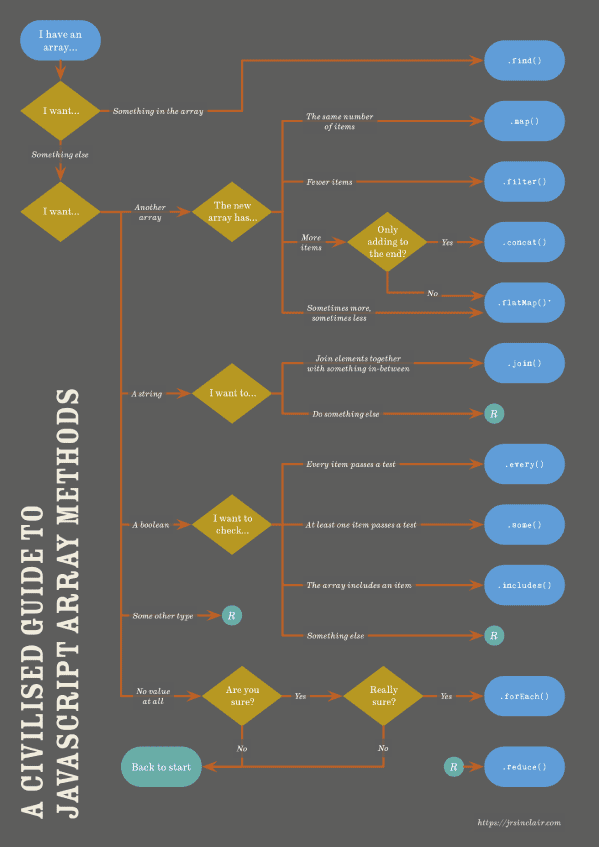 I have an
array...
.find()
I want...
Something in the array
The same number
of items
.map()
Something else
Fewer items
.filter()
I want...
Another
array
The new
array has...
More
items
Only
adding to
the end?
Yes
.concat()
No
.flatMap()*
Sometimes more,
sometimes less
Join elements together
with something in-between
.join()
A string
I want to...
Do something else
R
Every item passes a test
.every()
A boolean
I want to
check...
At least one item passes a test
.some()
The array includes an item
.includes()
Some other type
R
Something else
R
No value
at all
Are you
sure?
Yes
Really
sure?
Yes
.forEach()
No
No
Back to start
R
.reduce()
A CIVILISED GUIDE TO
JAVASCRIPT ARRAY METHODS
https://jrsinclair.com